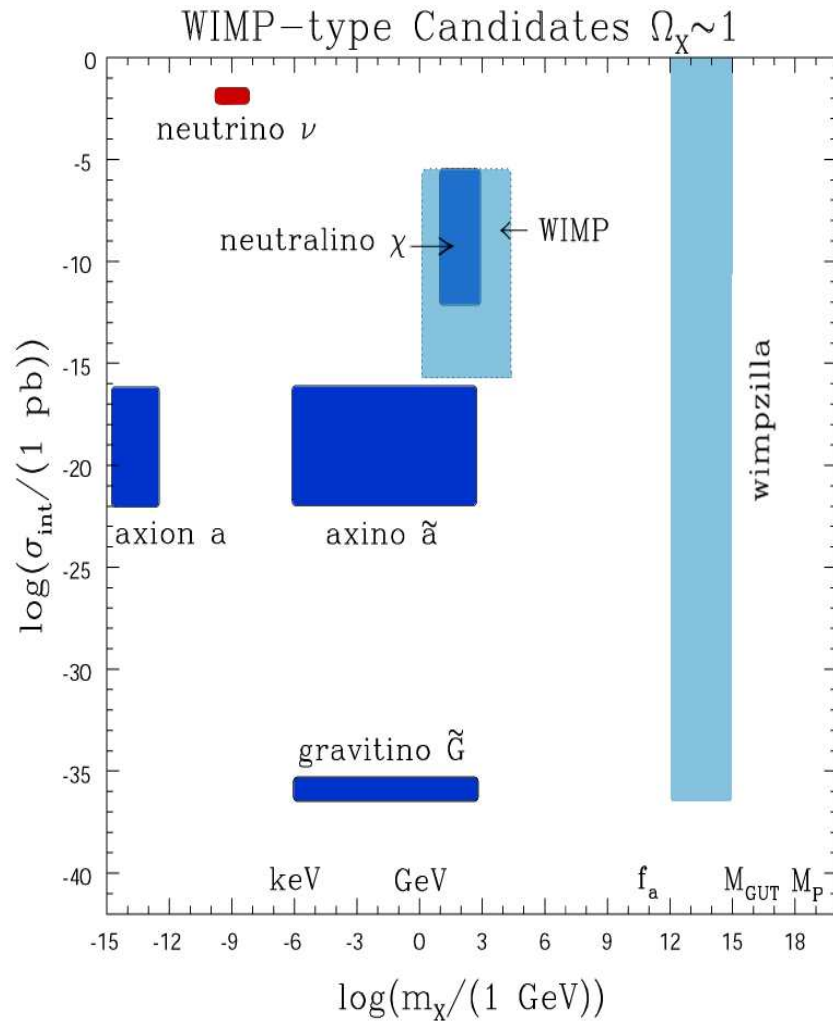 WIMP-type Candidates Ω_X~1
log(σ_int/(1 pb))
0
-5
-10
-15
-20
-25
-30
-35
-40
neutrino ν
neutralino χ
WIMP
wimpzilla
axion a
axino ã
gravitino G̃
keV
GeV
f_a
M_GUT
M_P
-15 -12 -9 -6 -3 0 3 6 9 12 15 18
log(m_X/(1 GeV))